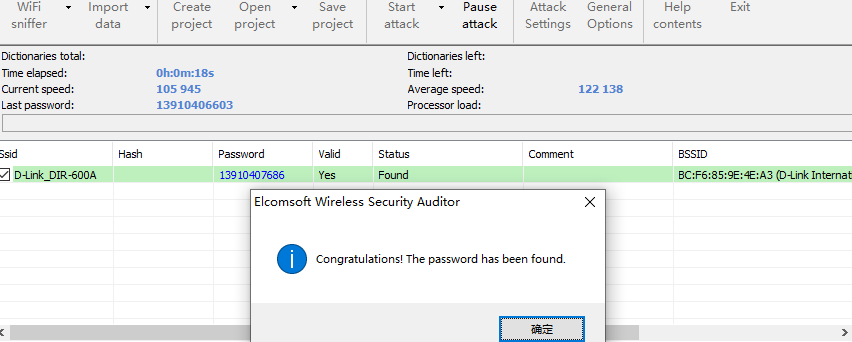 WiFi sniffer Import data Create project Open project Save project Start attack Pause attack Attack Settings General Options Help contents Exit
Dictionaries total: Dictionaries left:
Time elapsed: 0h:0m:18s Time left:
Current speed: 105 945 Average speed: 122 138
Last password: 13910406603 Processor load:
Ssid Hash Password Valid Status Comment BSSID
D-Link_DIR-600A 13910407686 Yes Found BC:F6:85:9E:4E:A3 (D-Link Internat
Elcomsoft Wireless Security Auditor
Congratulations! The password has been found.
确定